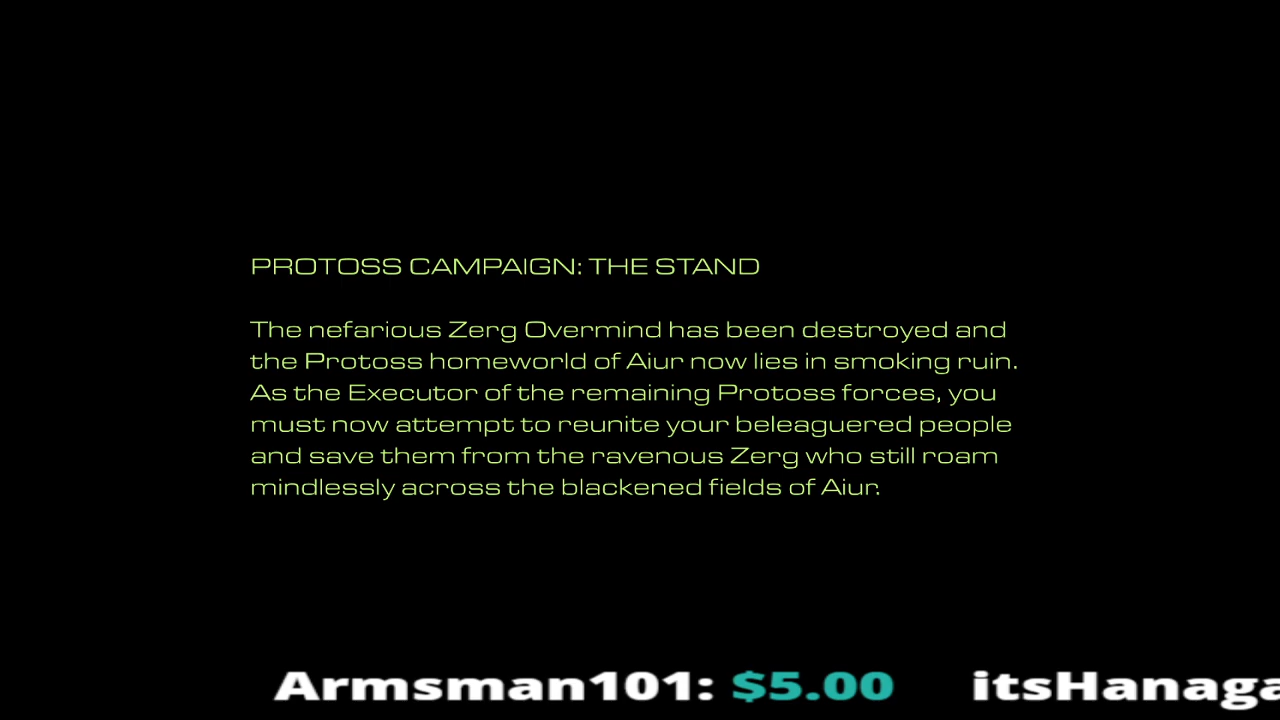 PROTOSS CAMPAIGN: THE STAND
The nefarious Zerg Overmind has been destroyed and
the Protoss homeworld of Aiur now lies in smoking ruin.
As the Executor of the remaining Protoss forces, you
must now attempt to reunite your beleaguered people
and save them from the ravenous Zerg who still roam
mindlessly across the blackened fields of Aiur.
Armsman101: $5.00 itsHanaga